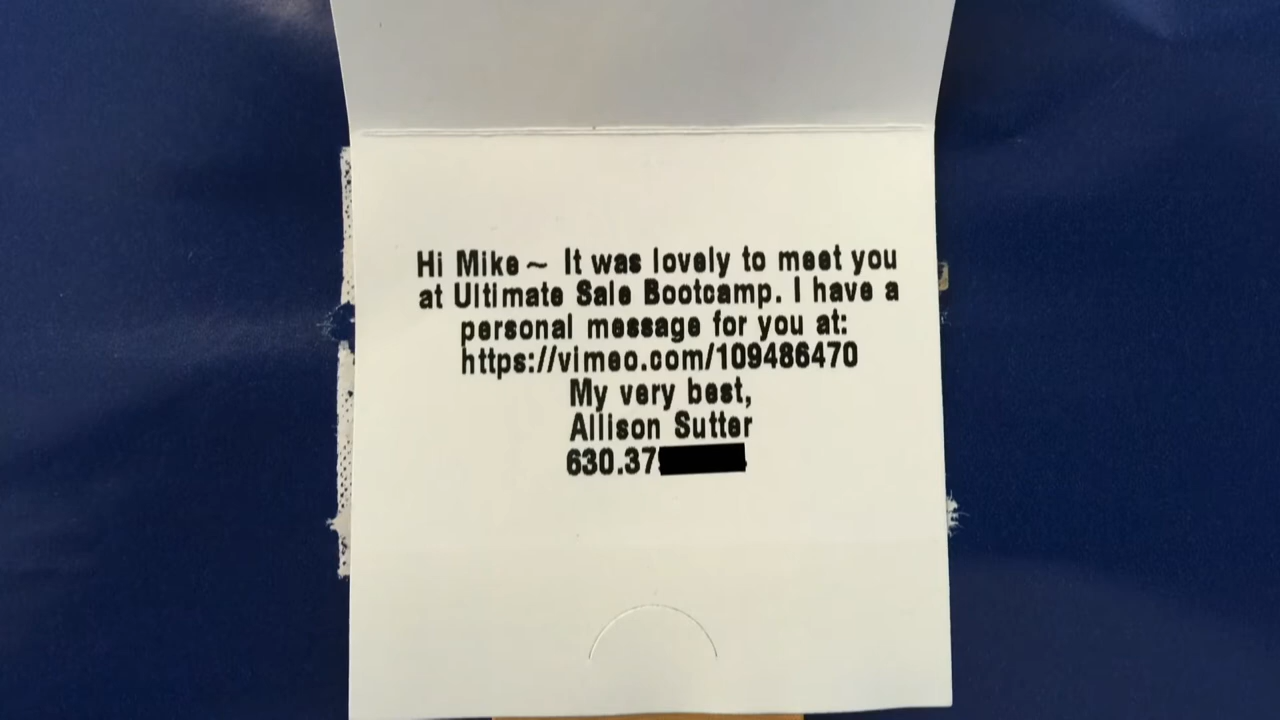 Hi Mike ~ It was lovely to meet you
at Ultimate Sale Bootcamp. I have a
personal message for you at:
https://vimeo.com/109486470
My very best,
Allison Sutter
630.37